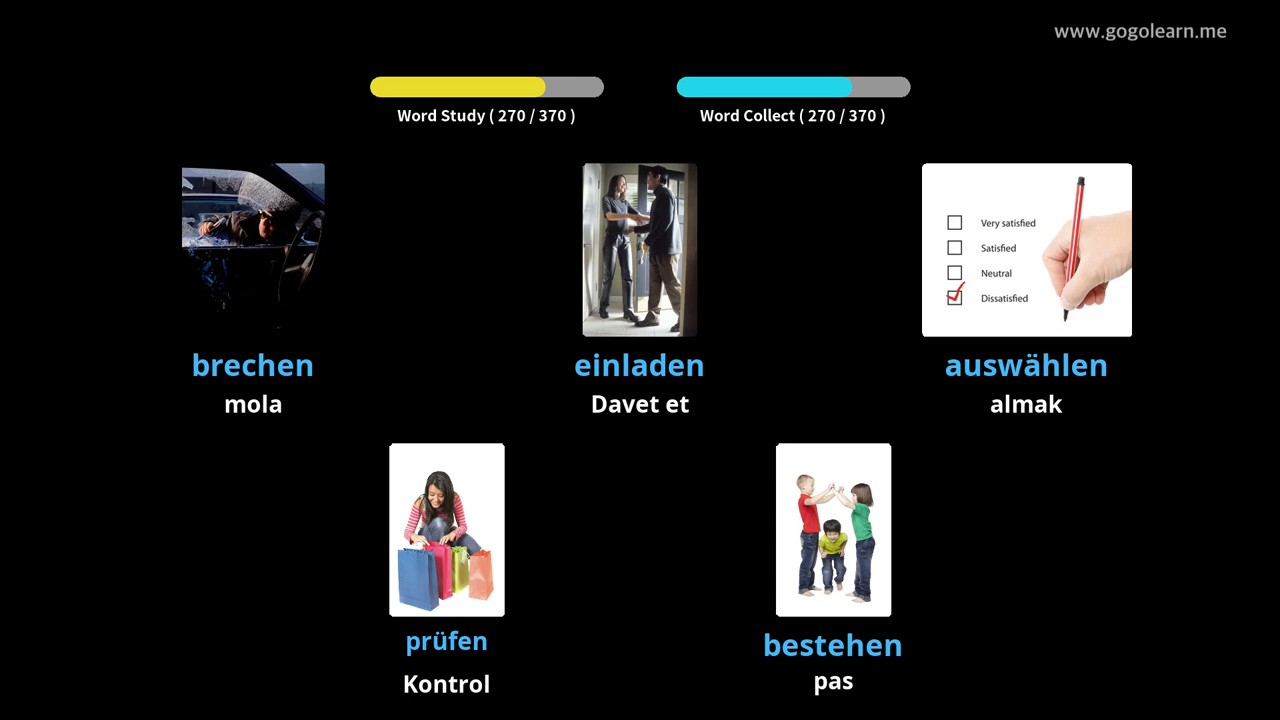 www.gogolearn.me
Word Study ( 270 / 370 )
Word Collect ( 270 / 370 )
Very satisfied
Satisfied
Neutral
Dissatisfied
brechen
einladen
auswählen
mola
Davet et
almak
prüfen
bestehen
Kontrol
pas